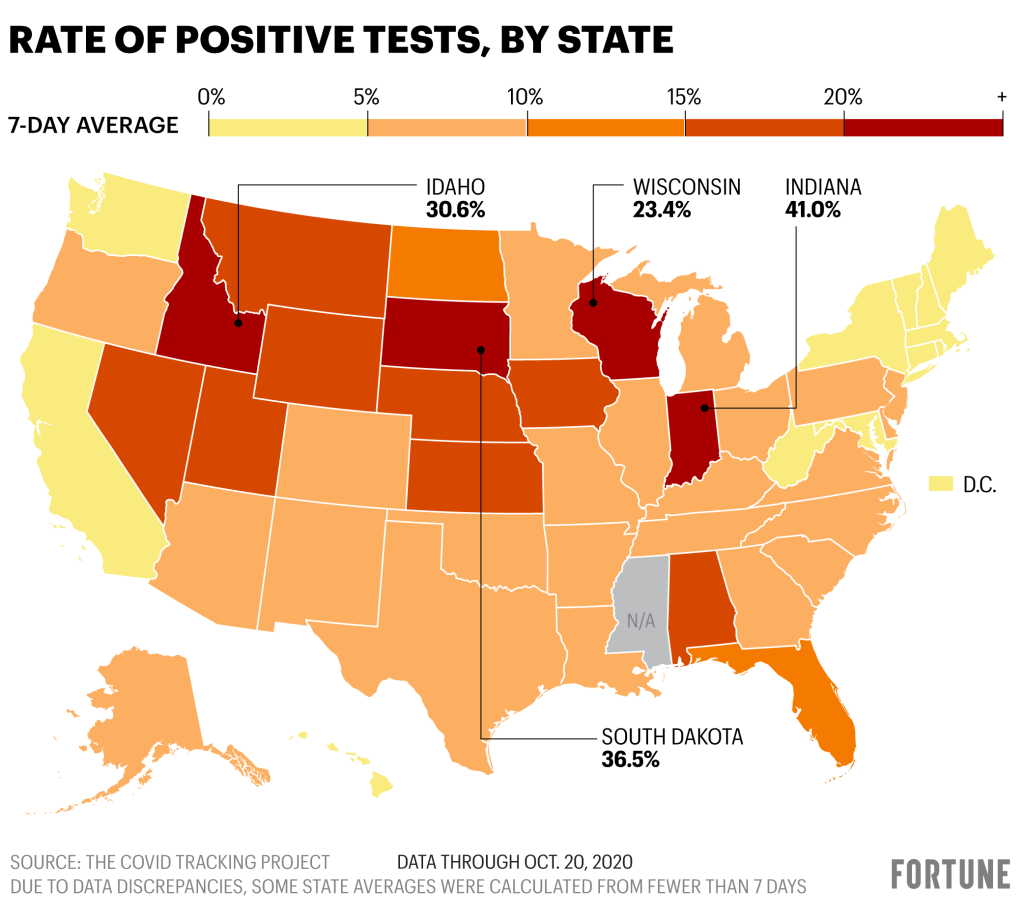 RATE OF POSITIVE TESTS, BY STATE
0% 5% 10% 15% 20% +
7-DAY AVERAGE
IDAHO
30.6%
WISCONSIN
23.4%
INDIANA
41.0%
D.C.
N/A
SOUTH DAKOTA
36.5%
SOURCE: THE COVID TRACKING PROJECT DATA THROUGH OCT. 20, 2020
DUE TO DATA DISCREPANCIES, SOME STATE AVERAGES WERE CALCULATED FROM FEWER THAN 7 DAYS
FORTUNE